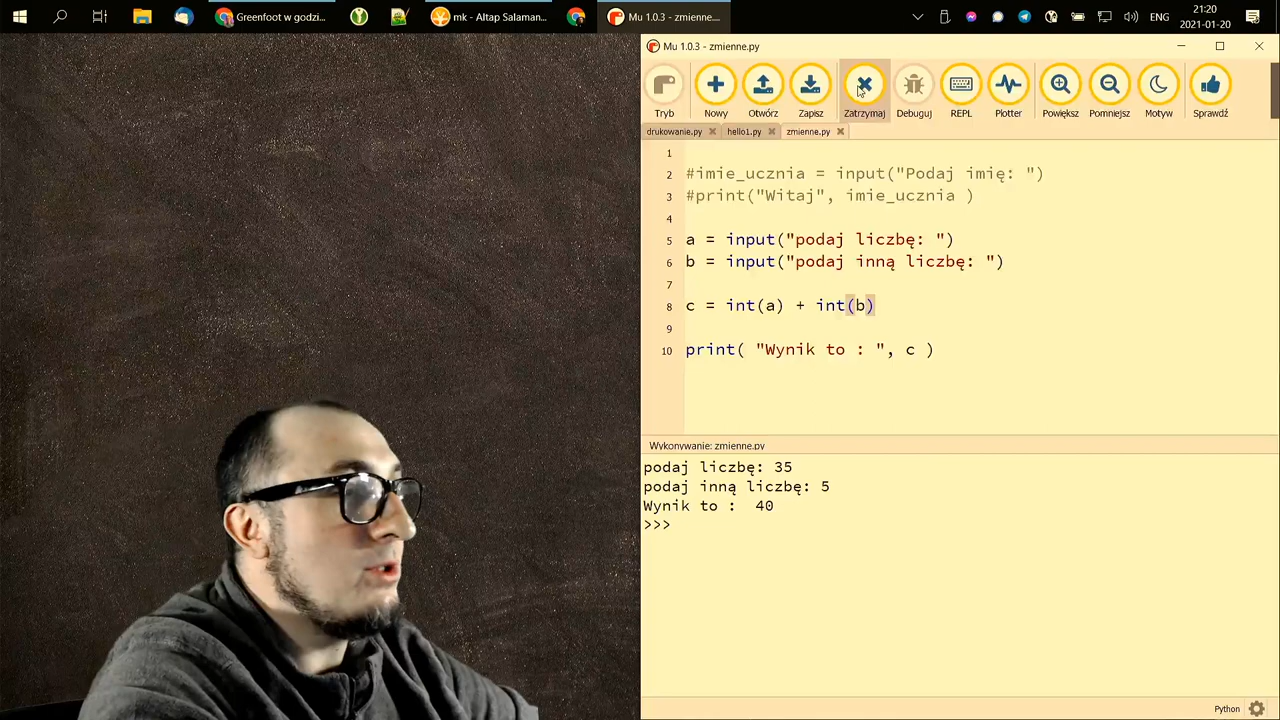 Greenfoot w godzi...
mk - Altap Salaman...
Mu 1.0.3 - zmienne....
ENG
21:20
2021-01-20
Mu 1.0.3 - zmienne.py
Tryb
Nowy
Otwórz
Zapisz
Zatrzymaj
Debuguj
REPL
Plotter
Powiększ
Pomniejsz
Motyw
Sprawdź
drukowanie.py
hello1.py
zmienne.py
1
2 #imie_ucznia = input("Podaj imię: ")
3 #print("Witaj", imie_ucznia )
4
5 a = input("podaj liczbę: ")
6 b = input("podaj inną liczbę: ")
7
8 c = int(a) + int(b)
9
10 print( "Wynik to : ", c )
Wykonywanie: zmienne.py
podaj liczbę: 35
podaj inną liczbę: 5
Wynik to :  40
>>>
Python